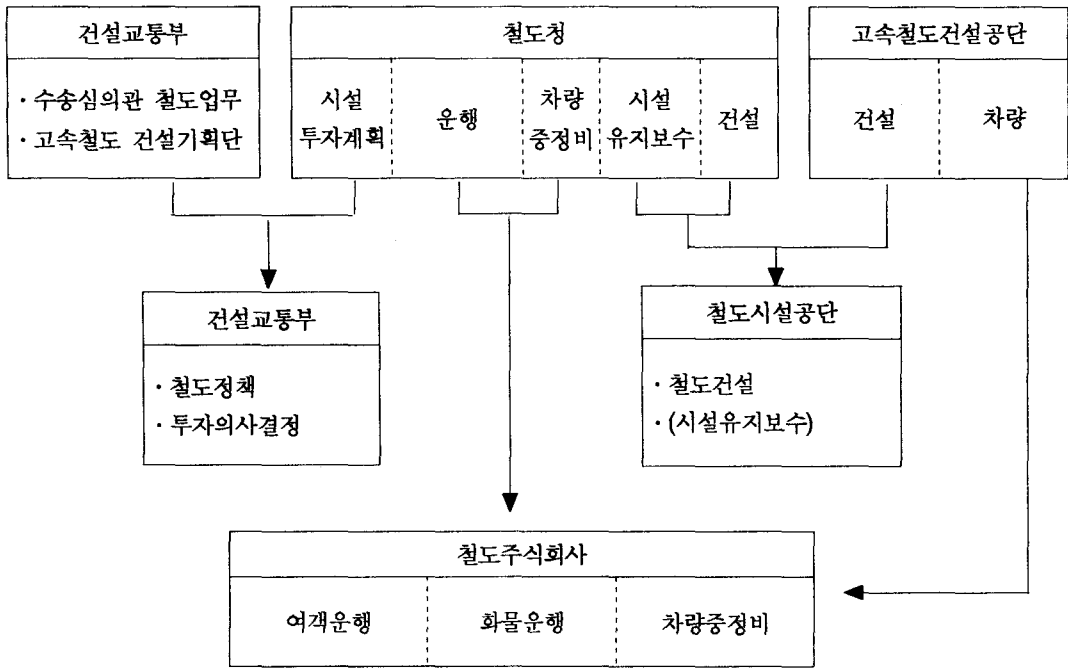 건설교통부
· 수송심의관 철도업무
· 고속철도 건설기획단
철도청
시설
투자계획
운행
차량
중정비
시설
유지보수
건설
고속철도건설공단
건설
차량
건설교통부
· 철도정책
· 투자의사결정
철도시설공단
· 철도건설
· (시설유지보수)
철도주식회사
여객운행
화물운행
차량중정비